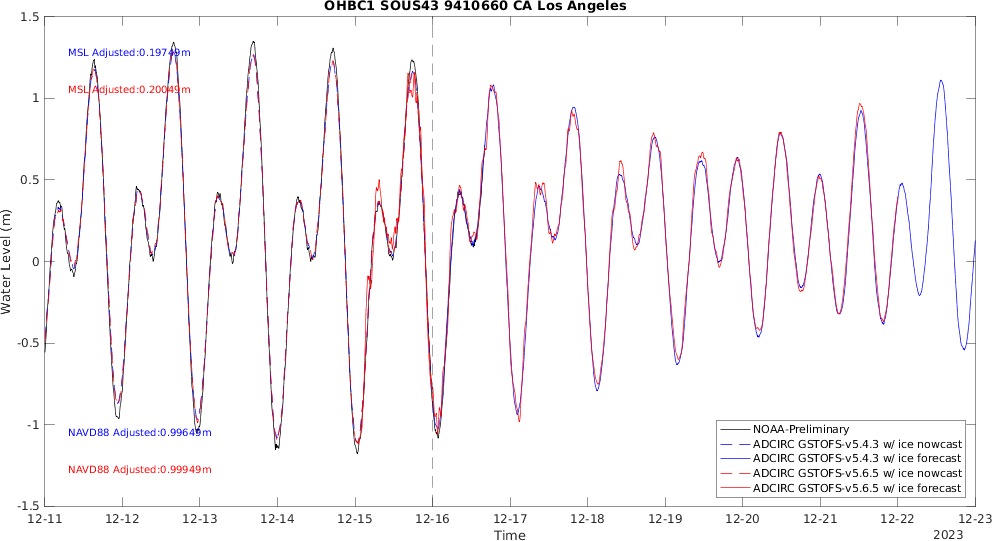 OHBC1 SOUS43 9410660 CA Los Angeles
1.5
1
0.5
0
-0.5
-1
-1.5
Water Level (m)
MSL Adjusted:0.19749m
MSL Adjusted:0.20049m
NAVD88 Adjusted:0.99649m
NAVD88 Adjusted:0.99949m
NOAA-Preliminary
ADCIRC GSTOFS-v5.4.3 w/ ice nowcast
ADCIRC GSTOFS-v5.4.3 w/ ice forecast
ADCIRC GSTOFS-v5.6.5 w/ ice nowcast
ADCIRC GSTOFS-v5.6.5 w/ ice forecast
12-11 12-12 12-13 12-14 12-15 12-16 12-17 12-18 12-19 12-20 12-21 12-22 12-23
Time
2023